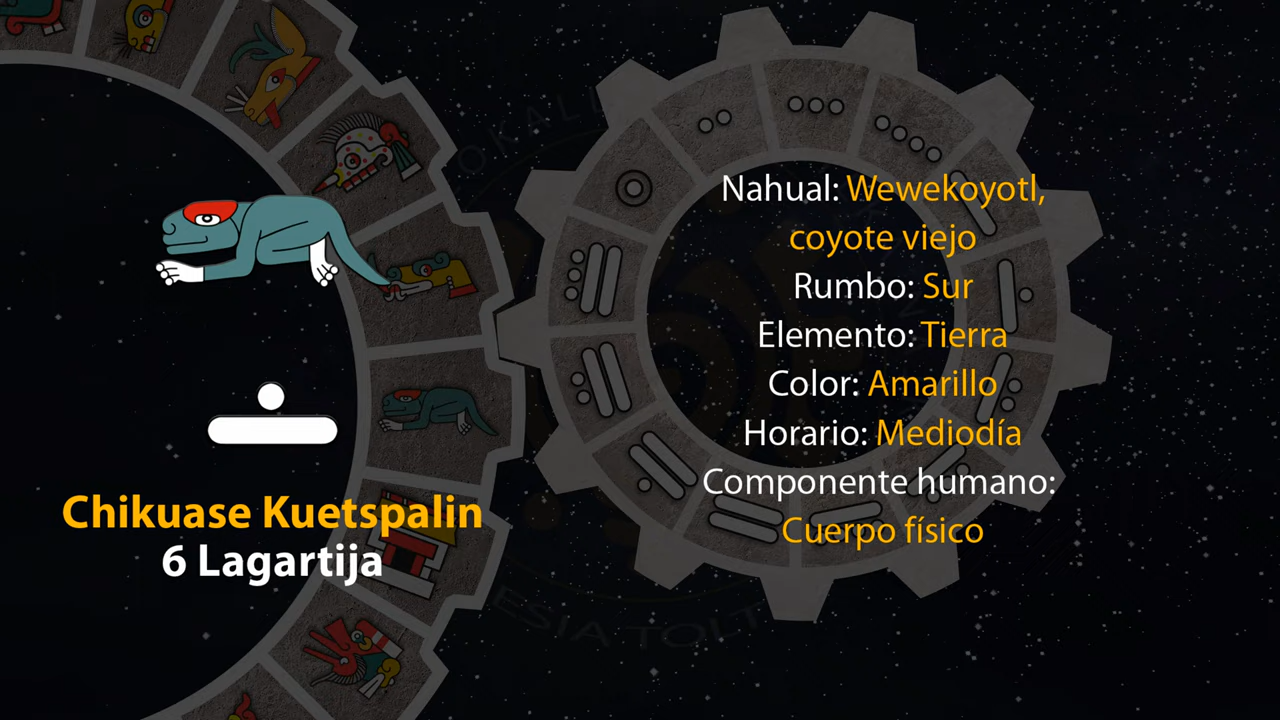 Chikuase Kuetspalin
6 Lagartija
Nahual: Wewekoyotl,
coyote viejo
Rumbo: Sur
Elemento: Tierra
Color: Amarillo
Horario: Mediodía
Componente humano:
Cuerpo físico